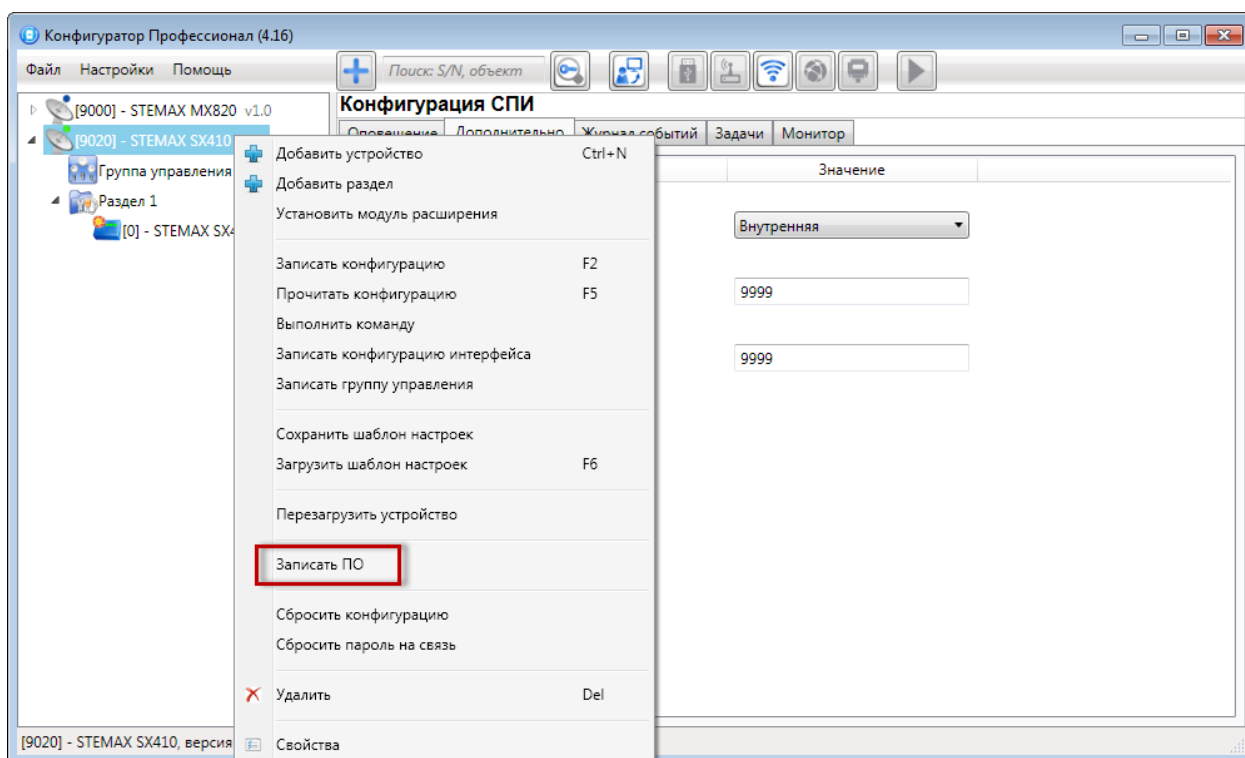 Конфигуратор Профессионал (4.16)
Файл Настройки Помощь
Поиск: S/N, объект
[9000] - STEMAX MX820 v1.0
[9020] - STEMAX SX410
Группа управления
Раздел 1
[0] - STEMAX SX4
Конфигурация СПИ
Оповещение Дополнительно Журнал событий Задачи Монитор
Значение
Внутренняя
9999
9999
Добавить устройство Ctrl+N
Добавить раздел
Установить модуль расширения
Записать конфигурацию F2
Прочитать конфигурацию F5
Выполнить команду
Записать конфигурацию интерфейса
Записать группу управления
Сохранить шаблон настроек
Загрузить шаблон настроек F6
Перезагрузить устройство
Записать ПО
Сбросить конфигурацию
Сбросить пароль на связь
Удалить Del
Свойства
[9020] - STEMAX SX410, версия